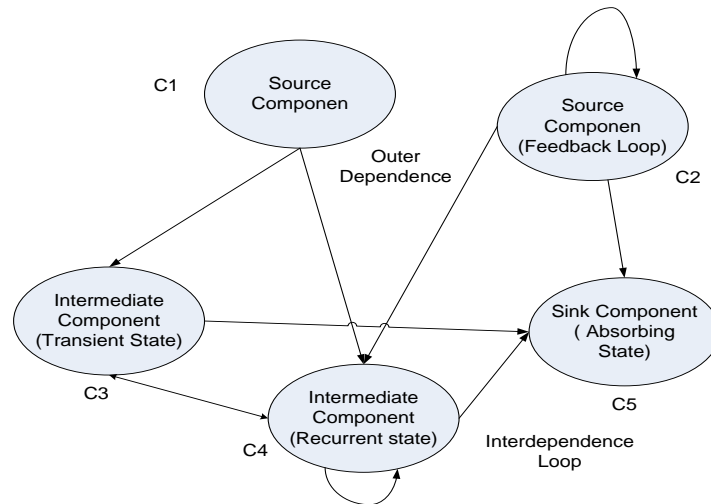 C1
Source
Componen
Source
Componen
(Feedback Loop)
C2
Outer
Dependence
Intermediate
Component
(Transient State)
C3
Sink Component
( Absorbing
State)
C5
Intermediate
Component
(Recurrent state)
C4
Interdependence
Loop